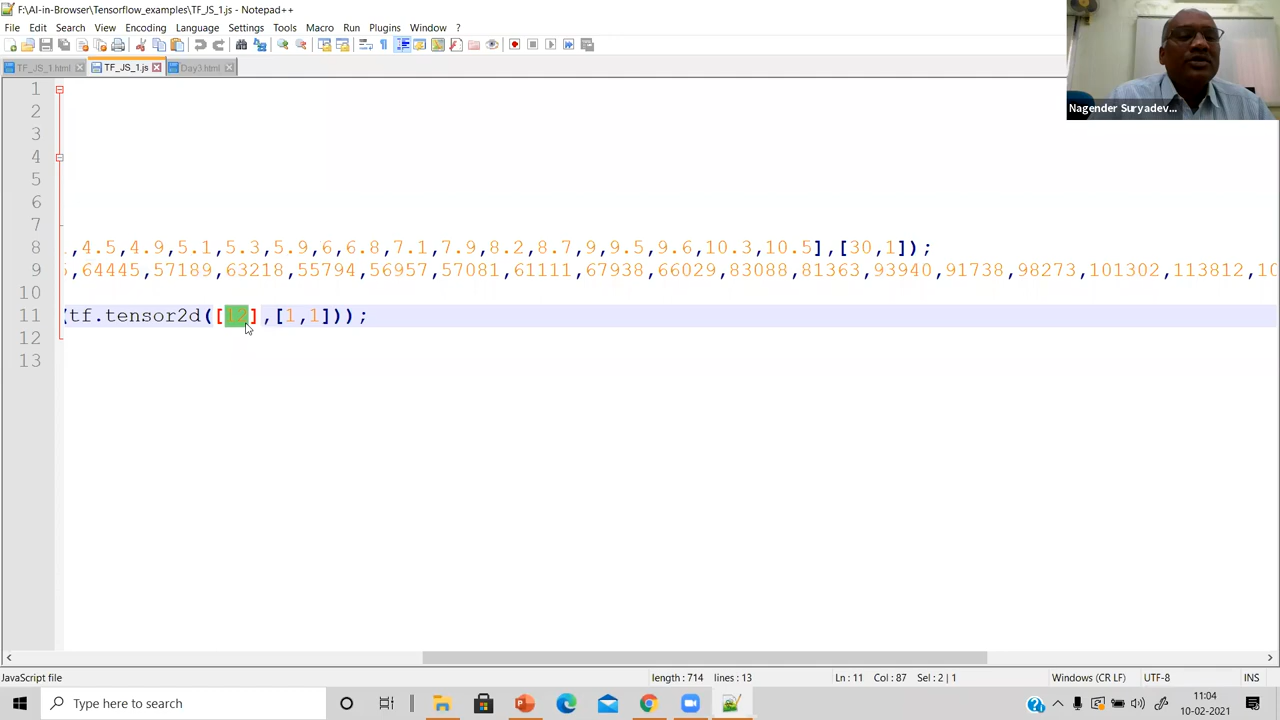 F:\AI-in-Browser\Tensorflow_examples\TF_JS_1.js - Notepad++
File Edit Search View Encoding Language Settings Tools Macro Run Plugins Window ?
TF_JS_1.html TF_JS_1.js Day3.html
Nagender Suryadev...
1
2
3
4
5
6
7
8 ,4.5,4.9,5.1,5.3,5.9,6,6.8,7.1,7.9,8.2,8.7,9,9.5,9.6,10.3,10.5],[30,1]);
9 ,64445,57189,63218,55794,56957,57081,61111,67938,66029,83088,81363,93940,91738,98273,101302,113812,10
10
11 (tf.tensor2d([12],[1,1]));
12
13
JavaScript file length : 714 lines : 13 Ln : 11 Col : 87 Sel : 2 | 1 Windows (CR LF) UTF-8 INS
Type here to search
11:04
10-02-2021